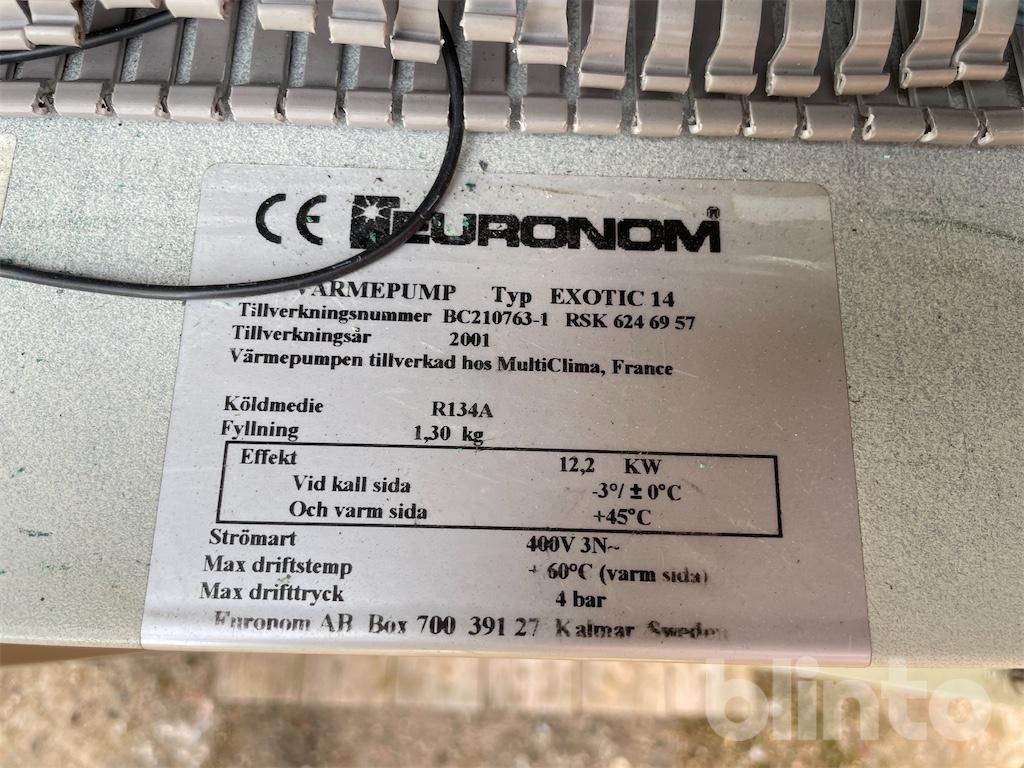 CE EURONOM®
VÄRMEPUMP Typ EXOTIC 14
Tillverkningsnummer BC210763-1 RSK 624 69 57
Tillverkningsår 2001
Värmepumpen tillverkad hos MultiClima, France
Köldmedie R134A
Fyllning 1,30 kg
Effekt 12,2 KW
Vid kall sida -3°/ ± 0°C
Och varm sida +45°C
Strömart 400V 3N~
Max driftstemp + 60°C (varm sida)
Max drifttryck 4 bar
Euronom AB Box 700 391 27 Kalmar Sweden
blinto